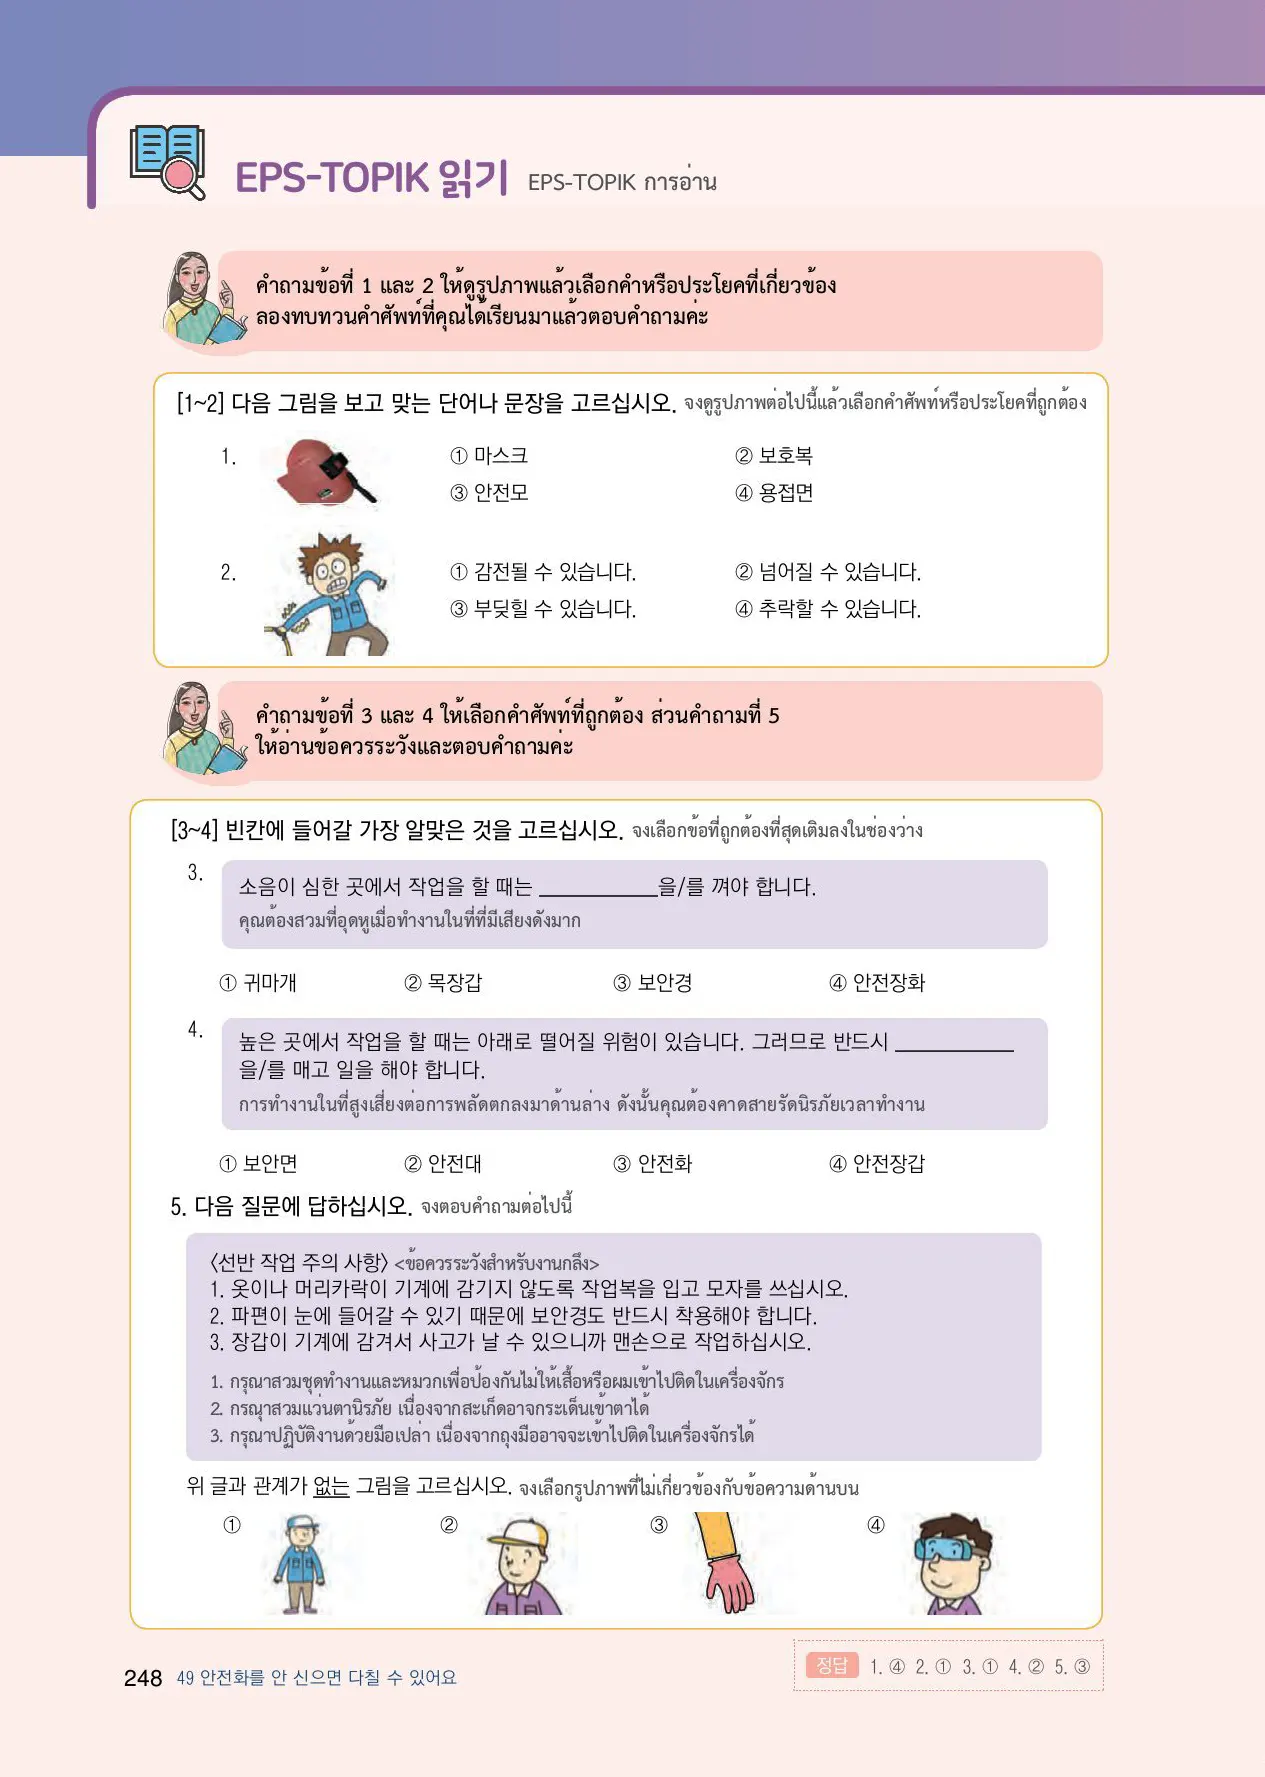 EPS-TOPIK 읽기 EPS-TOPIK การอ่าน
คำถามข้อที่ 1 และ 2 ให้ดูรูปภาพแล้วเลือกคำหรือประโยคที่เกี่ยวข้อง
ลองทบทวนคำศัพท์ที่คุณได้เรียนมาแล้วตอบคำถามค่ะ
[1~2] 다음 그림을 보고 맞는 단어나 문장을 고르십시오. จงดูรูปภาพต่อไปนี้แล้วเลือกคำศัพท์หรือประโยคที่ถูกต้อง
1. ① 마스크 ② 보호복
③ 안전모 ④ 용접면
2. ① 감전될 수 있습니다. ② 넘어질 수 있습니다.
③ 부딪힐 수 있습니다. ④ 추락할 수 있습니다.
คำถามข้อที่ 3 และ 4 ให้เลือกคำศัพท์ที่ถูกต้อง ส่วนคำถามที่ 5
ให้อ่านข้อควรระวังและตอบคำถามค่ะ
[3~4] 빈칸에 들어갈 가장 알맞은 것을 고르십시오. จงเลือกข้อที่ถูกต้องที่สุดเติมลงในช่องว่าง
3. 소음이 심한 곳에서 작업을 할 때는 ____________을/를 껴야 합니다.
คุณต้องสวมที่อุดหูเมื่อทำงานในที่ที่มีเสียงดังมาก
① 귀마개 ② 목장갑 ③ 보안경 ④ 안전장화
4. 높은 곳에서 작업을 할 때는 아래로 떨어질 위험이 있습니다. 그러므로 반드시 ____________
을/를 매고 일을 해야 합니다.
การทำงานในที่สูงเสี่ยงต่อการพลัดตกลงมาด้านล่าง ดังนั้นคุณต้องคาดสายรัดนิรภัยเวลาทำงาน
① 보안면 ② 안전대 ③ 안전화 ④ 안전장갑
5. 다음 질문에 답하십시오. จงตอบคำถามต่อไปนี้
〈선반 작업 주의 사항〉 <ข้อควรระวังสำหรับงานกลึง>
1. 옷이나 머리카락이 기계에 감기지 않도록 작업복을 입고 모자를 쓰십시오.
2. 파편이 눈에 들어갈 수 있기 때문에 보안경도 반드시 착용해야 합니다.
3. 장갑이 기계에 감겨서 사고가 날 수 있으니까 맨손으로 작업하십시오.
1. กรุณาสวมชุดทำงานและหมวกเพื่อป้องกันไม่ให้เสื้อหรือผมเข้าไปติดในเครื่องจักร
2. กรณุาสวมแว่นตานิรภัย เนื่องจากสะเก็ดอาจกระเด็นเข้าตาได้
3. กรุณาปฏิบัติงานด้วยมือเปล่า เนื่องจากถุงมืออาจจะเข้าไปติดในเครื่องจักรได้
위 글과 관계가 없는 그림을 고르십시오. จงเลือกรูปภาพที่ไม่เกี่ยวข้องกับข้อความด้านบน
① ② ③ ④
정답 1. ④ 2. ① 3. ① 4. ② 5. ③
248 49 안전화를 안 신으면 다칠 수 있어요